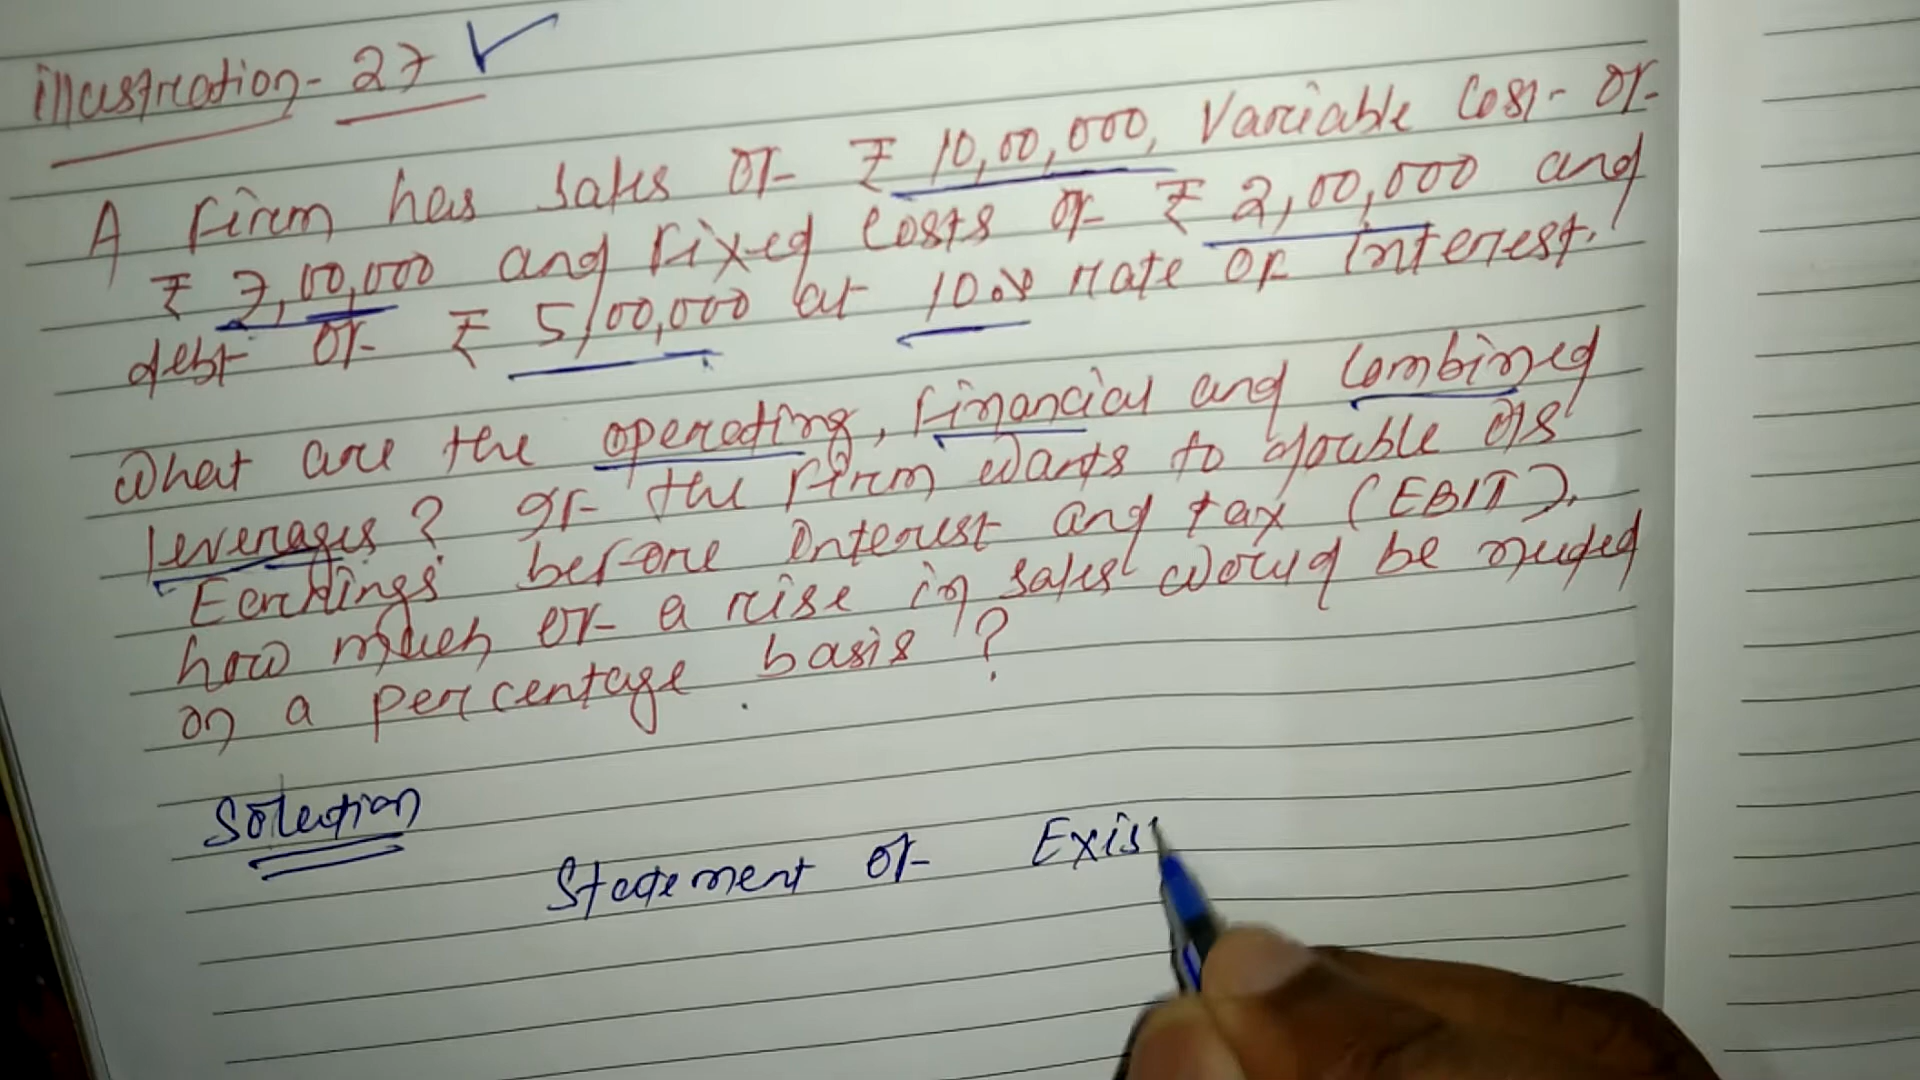 illustration - 27
A firm has sales of ₹ 10,00,000, Variable cost of
₹ 7,00,000 and fixed costs of ₹ 2,00,000 and
debt of ₹ 5,00,000 at 10% rate of interest.
What are the operating, financial and combined
leverages? If the firm wants to double its
Earnings before interest and tax (EBIT),
how much of a rise in sales would be needed
on a percentage basis?
Solution
Statement of Exis